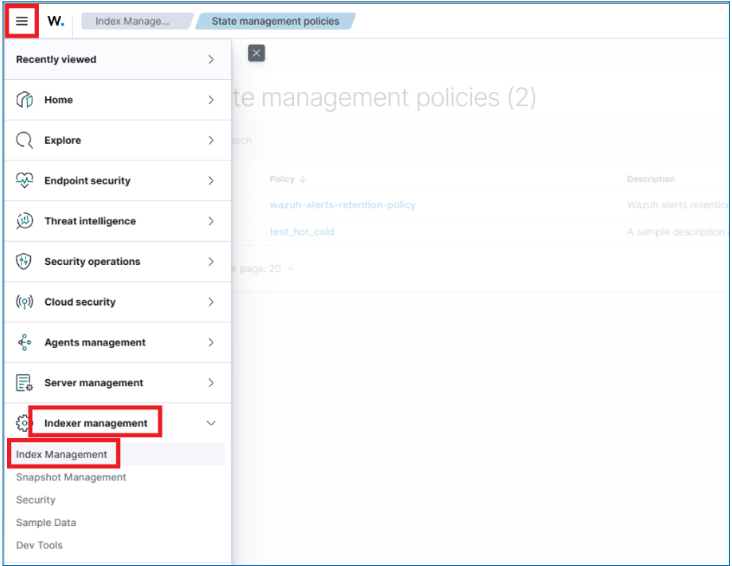 W.
Index Manage...
State management policies
Recently viewed
te management policies (2)
Home
Explore
arch
Endpoint security
Policy
Description
Threat intelligence
wazuh-alerts-retention-policy
Wazuh alerts retention
test_hot_cold
A sample description
Security operations
r page: 20
Cloud security
Agents management
Server management
Indexer management
Index Management
Snapshot Management
Security
Sample Data
Dev Tools